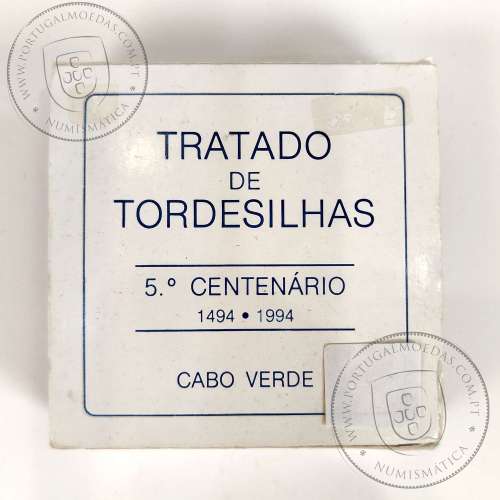 WWW.PORTUGALMOEDAS.COM.PT
NUMISMÁTICA
TRATADO
DE
TORDESILHAS
5.º CENTENÁRIO
1494 • 1994
CABO VERDE
WWW.PORTUGALMOEDAS.COM.PT
NUMISMÁTICA